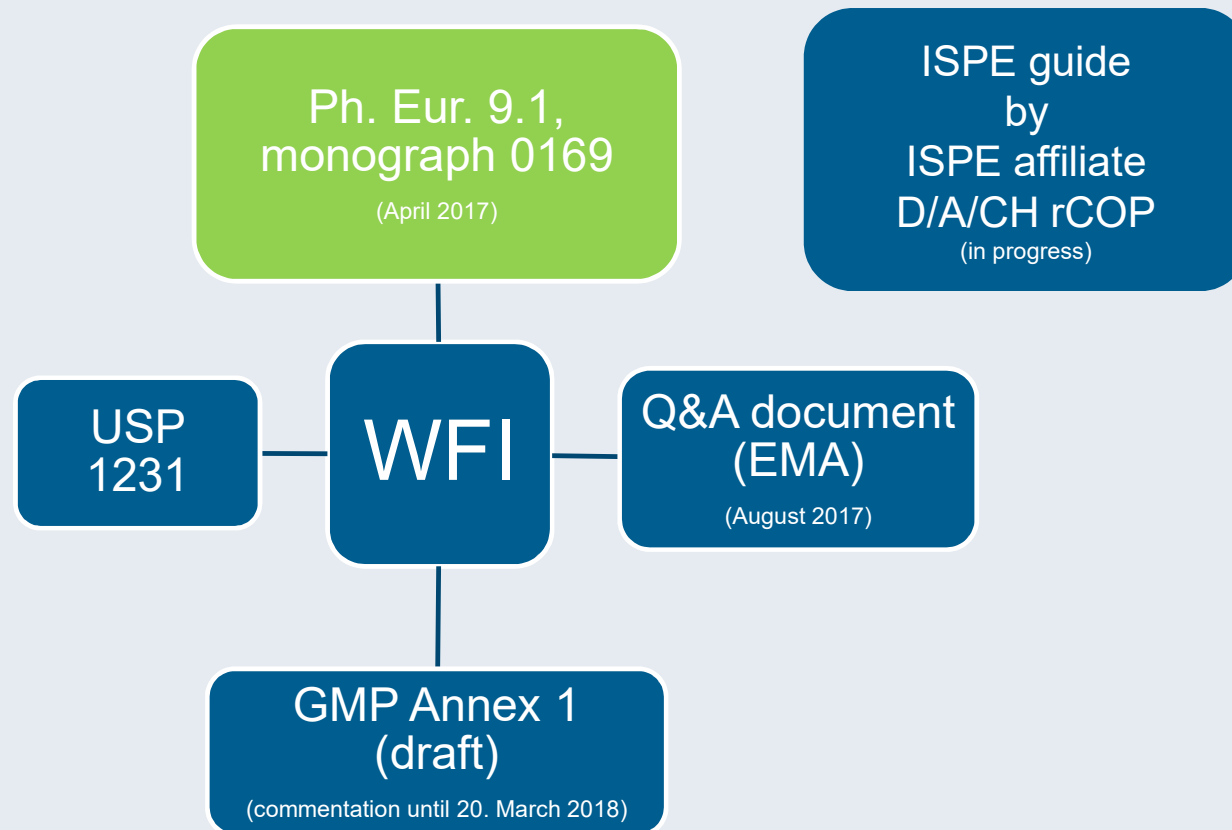 Ph. Eur. 9.1,
monograph 0169
(April 2017)
ISPE guide
by
ISPE affiliate
D/A/CH rCOP
(in progress)
USP
1231
WFI
Q&A document
(EMA)
(August 2017)
GMP Annex 1
(draft)
(commentation until 20. March 2018)